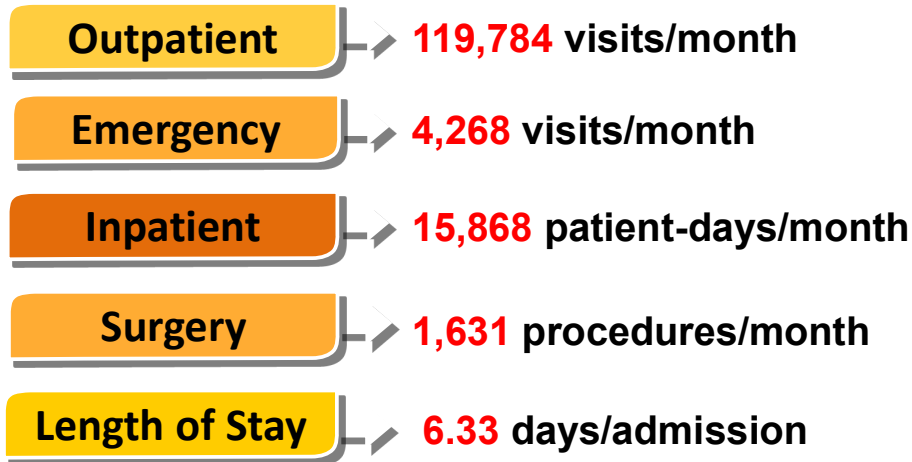 Outpatient 119,784 visits/month
Emergency 4,268 visits/month
Inpatient 15,868 patient-days/month
Surgery 1,631 procedures/month
Length of Stay 6.33 days/admission